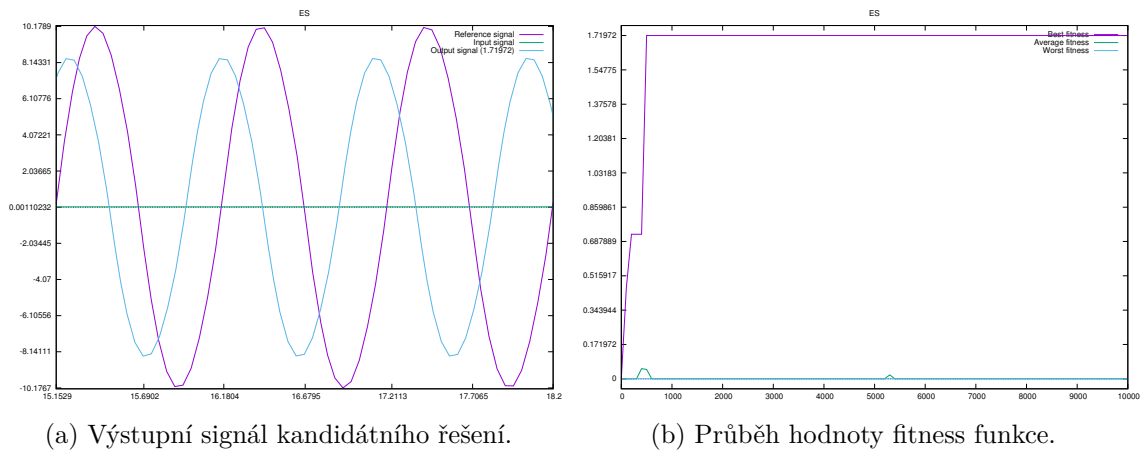 ES
10.1789
8.14331
6.10776
4.07221
2.03665
0.00110232
-2.03445
-4.07
-6.10556
-8.14111
-10.1767
15.1529 15.6902 16.1804 16.6795 17.2113 17.7065 18.2
Reference signal
Input signal
Output signal (1.71972)
(a) Výstupní signál kandidátního řešení.
ES
1.71972
1.54775
1.37578
1.20381
1.03183
0.859861
0.687889
0.515917
0.343944
0.171972
0
0 1000 2000 3000 4000 5000 6000 7000 8000 9000 10000
Best fitness
Average fitness
Worst fitness
(b) Průběh hodnoty fitness funkce.